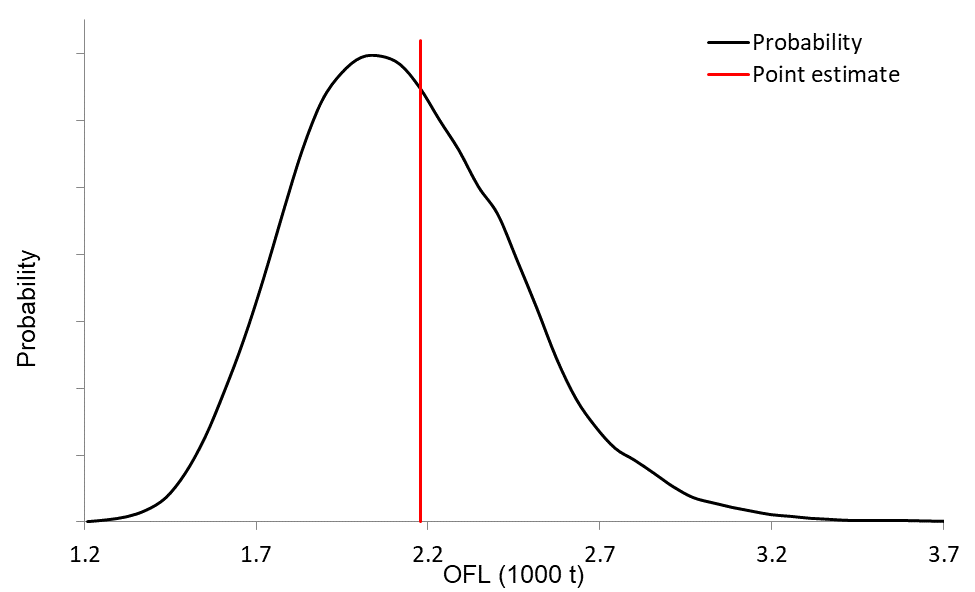 Probability
Point estimate
Probability
1.2 1.7 2.2 2.7 3.2 3.7
OFL (1000 t)